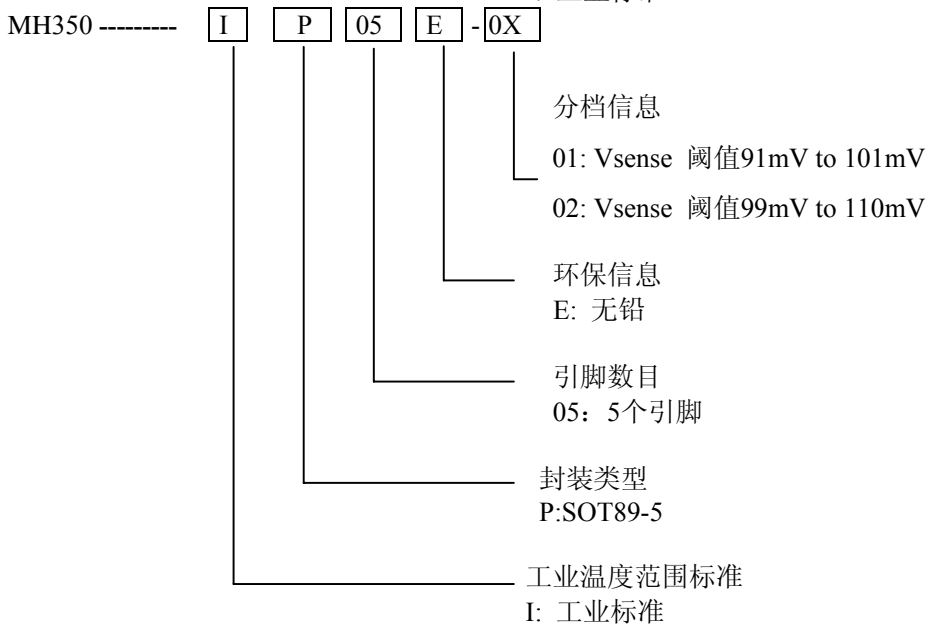 MH350 --------- I P 05 E - 0X
分档信息
01: Vsense 阈值91mV to 101mV
02: Vsense 阈值99mV to 110mV
环保信息
E: 无铅
引脚数目
05：5个引脚
封装类型
P:SOT89-5
工业温度范围标准
I: 工业标准